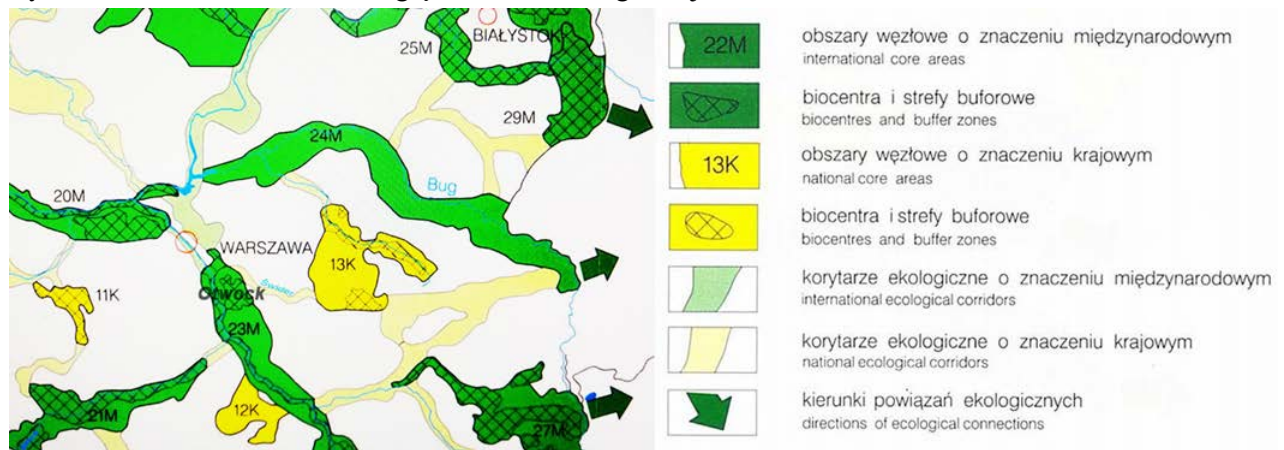 BIAŁYSTOK
25M
29M
24M
Bug
20M
WARSZAWA
13K
11K
Otwock
Świder
23M
12K
21M
27M
22M
obszary węzłowe o znaczeniu międzynarodowym
international core areas
biocentra i strefy buforowe
biocentres and buffer zones
13K
obszary węzłowe o znaczeniu krajowym
national core areas
biocentra i strefy buforowe
biocentres and buffer zones
korytarze ekologiczne o znaczeniu międzynarodowym
international ecological corridors
korytarze ekologiczne o znaczeniu krajowym
national ecological corridors
kierunki powiązań ekologicznych
directions of ecological connections